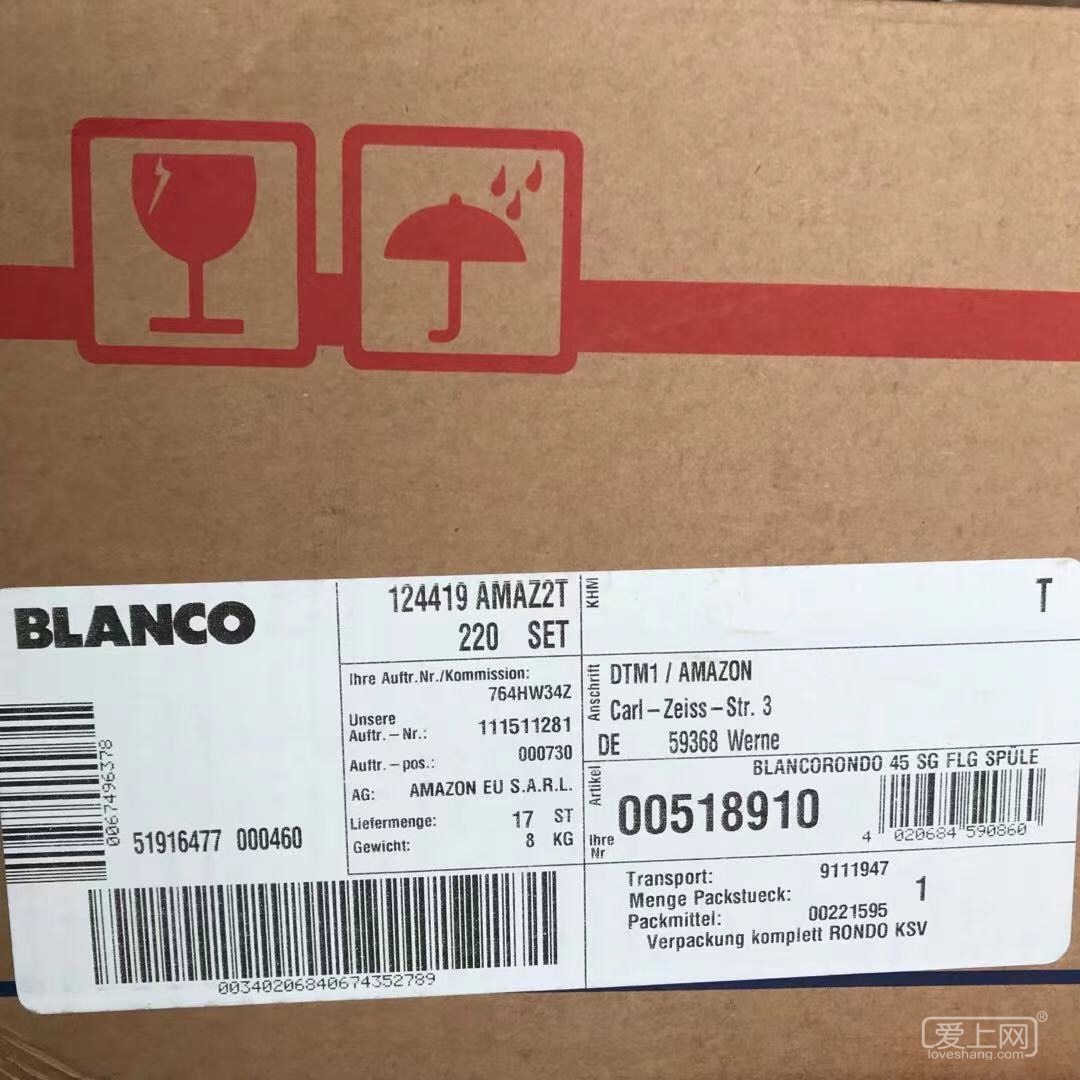 BLANCO
0067496378
51916477 000460
00340206840674352789
124419 AMAZ2T
220 SET
Ihre Auftr.Nr./Kommission:
764HW34Z
Unsere
Auftr.-Nr.: 111511281
Auftr.-pos.: 000730
AG: AMAZON EU S.A.R.L.
Liefermenge: 17 ST
Gewicht: 8 KG
KHM
T
Anschrift
DTM1 / AMAZON
Carl-Zeiss-Str. 3
DE 59368 Werne
BLANCORONDO 45 SG FLG SPÜLE
Artikel
00518910
4 020684 590860
Ihre
Nr
Transport: 9111947
Menge Packstueck: 1
Packmittel: 00221595
Verpackung komplett RONDO KSV
爱上网®
loveshang.com